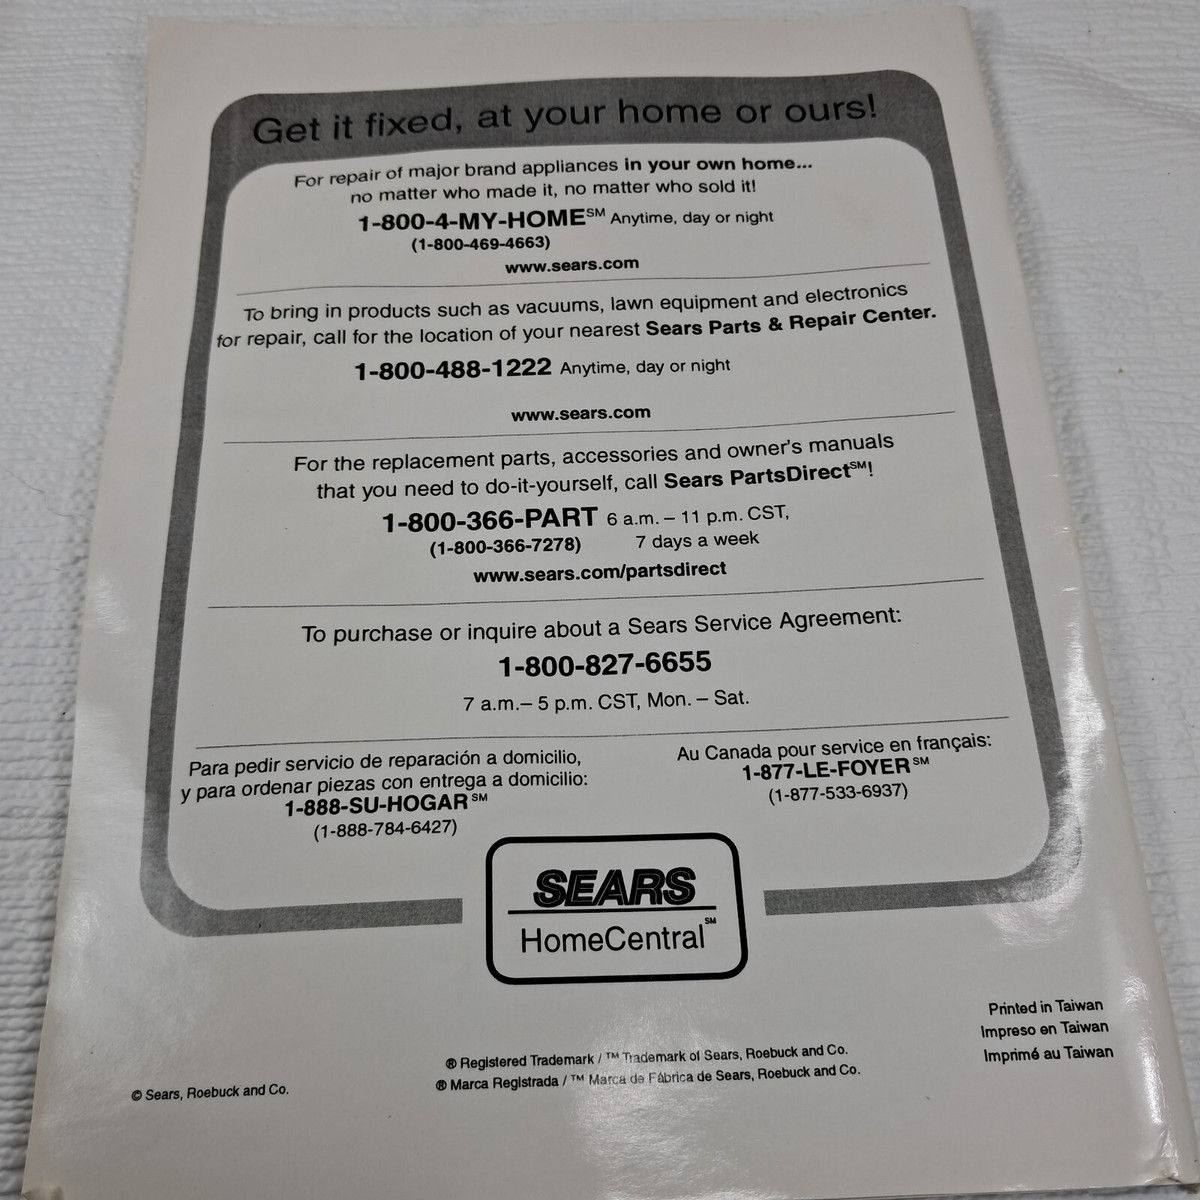 Get it fixed, at your home or ours!
For repair of major brand appliances in your own home...
no matter who made it, no matter who sold it!
1-800-4-MY-HOME℠ Anytime, day or night
(1-800-469-4663)
www.sears.com
To bring in products such as vacuums, lawn equipment and electronics
for repair, call for the location of your nearest Sears Parts & Repair Center.
1-800-488-1222 Anytime, day or night
www.sears.com
For the replacement parts, accessories and owner's manuals
that you need to do-it-yourself, call Sears PartsDirect℠!
1-800-366-PART 6 a.m. – 11 p.m. CST,
(1-800-366-7278) 7 days a week
www.sears.com/partsdirect
To purchase or inquire about a Sears Service Agreement:
1-800-827-6655
7 a.m.– 5 p.m. CST, Mon. – Sat.
Para pedir servicio de reparación a domicilio,
y para ordenar piezas con entrega a domicilio:
1-888-SU-HOGAR℠
(1-888-784-6427)
Au Canada pour service en français:
1-877-LE-FOYER℠
(1-877-533-6937)
SEARS
HomeCentral℠
Printed in Taiwan
Impreso en Taiwan
Imprimé au Taiwan
® Registered Trademark / ™ Trademark of Sears, Roebuck and Co.
® Marca Registrada / ™ Marca de Fábrica de Sears, Roebuck and Co.
© Sears, Roebuck and Co.